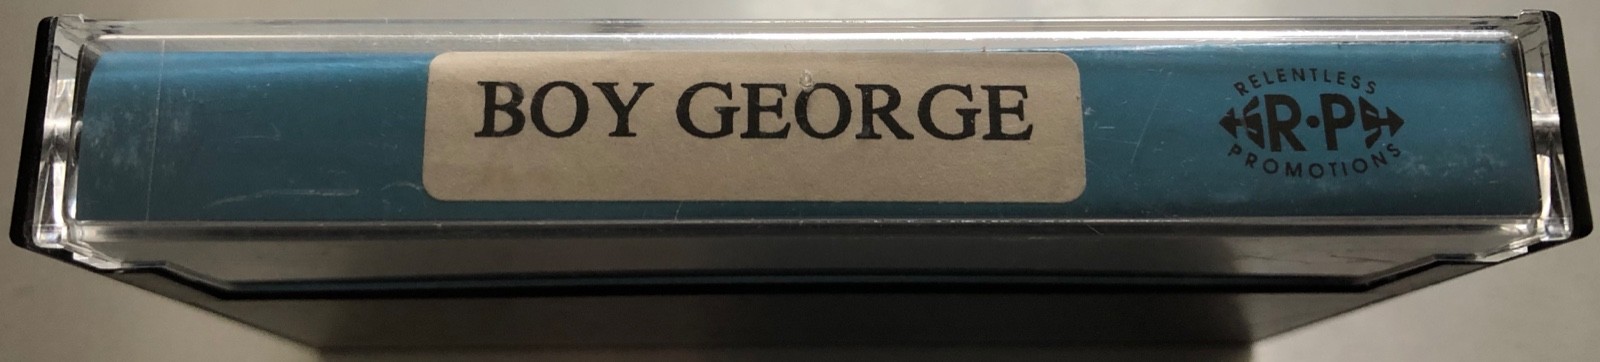 BOY GEORGE
RELENTLESS
R·P
PROMOTIONS